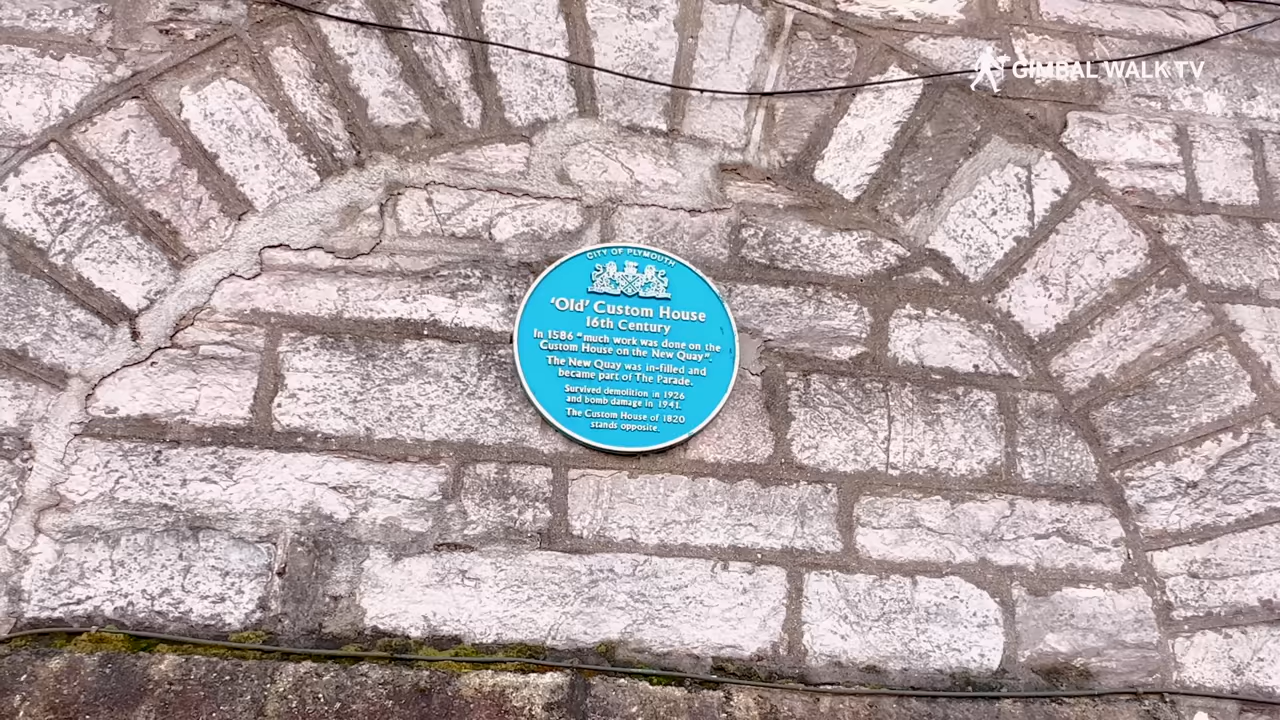 GIMBAL WALK TV
CITY OF PLYMOUTH
'Old' Custom House
16th Century
In 1586 "much work was done on the
Custom House on the New Quay".
The New Quay was in-filled and
became part of The Parade.
Survived demolition in 1926
and bomb damage in 1941.
The Custom House of 1820
stands opposite.